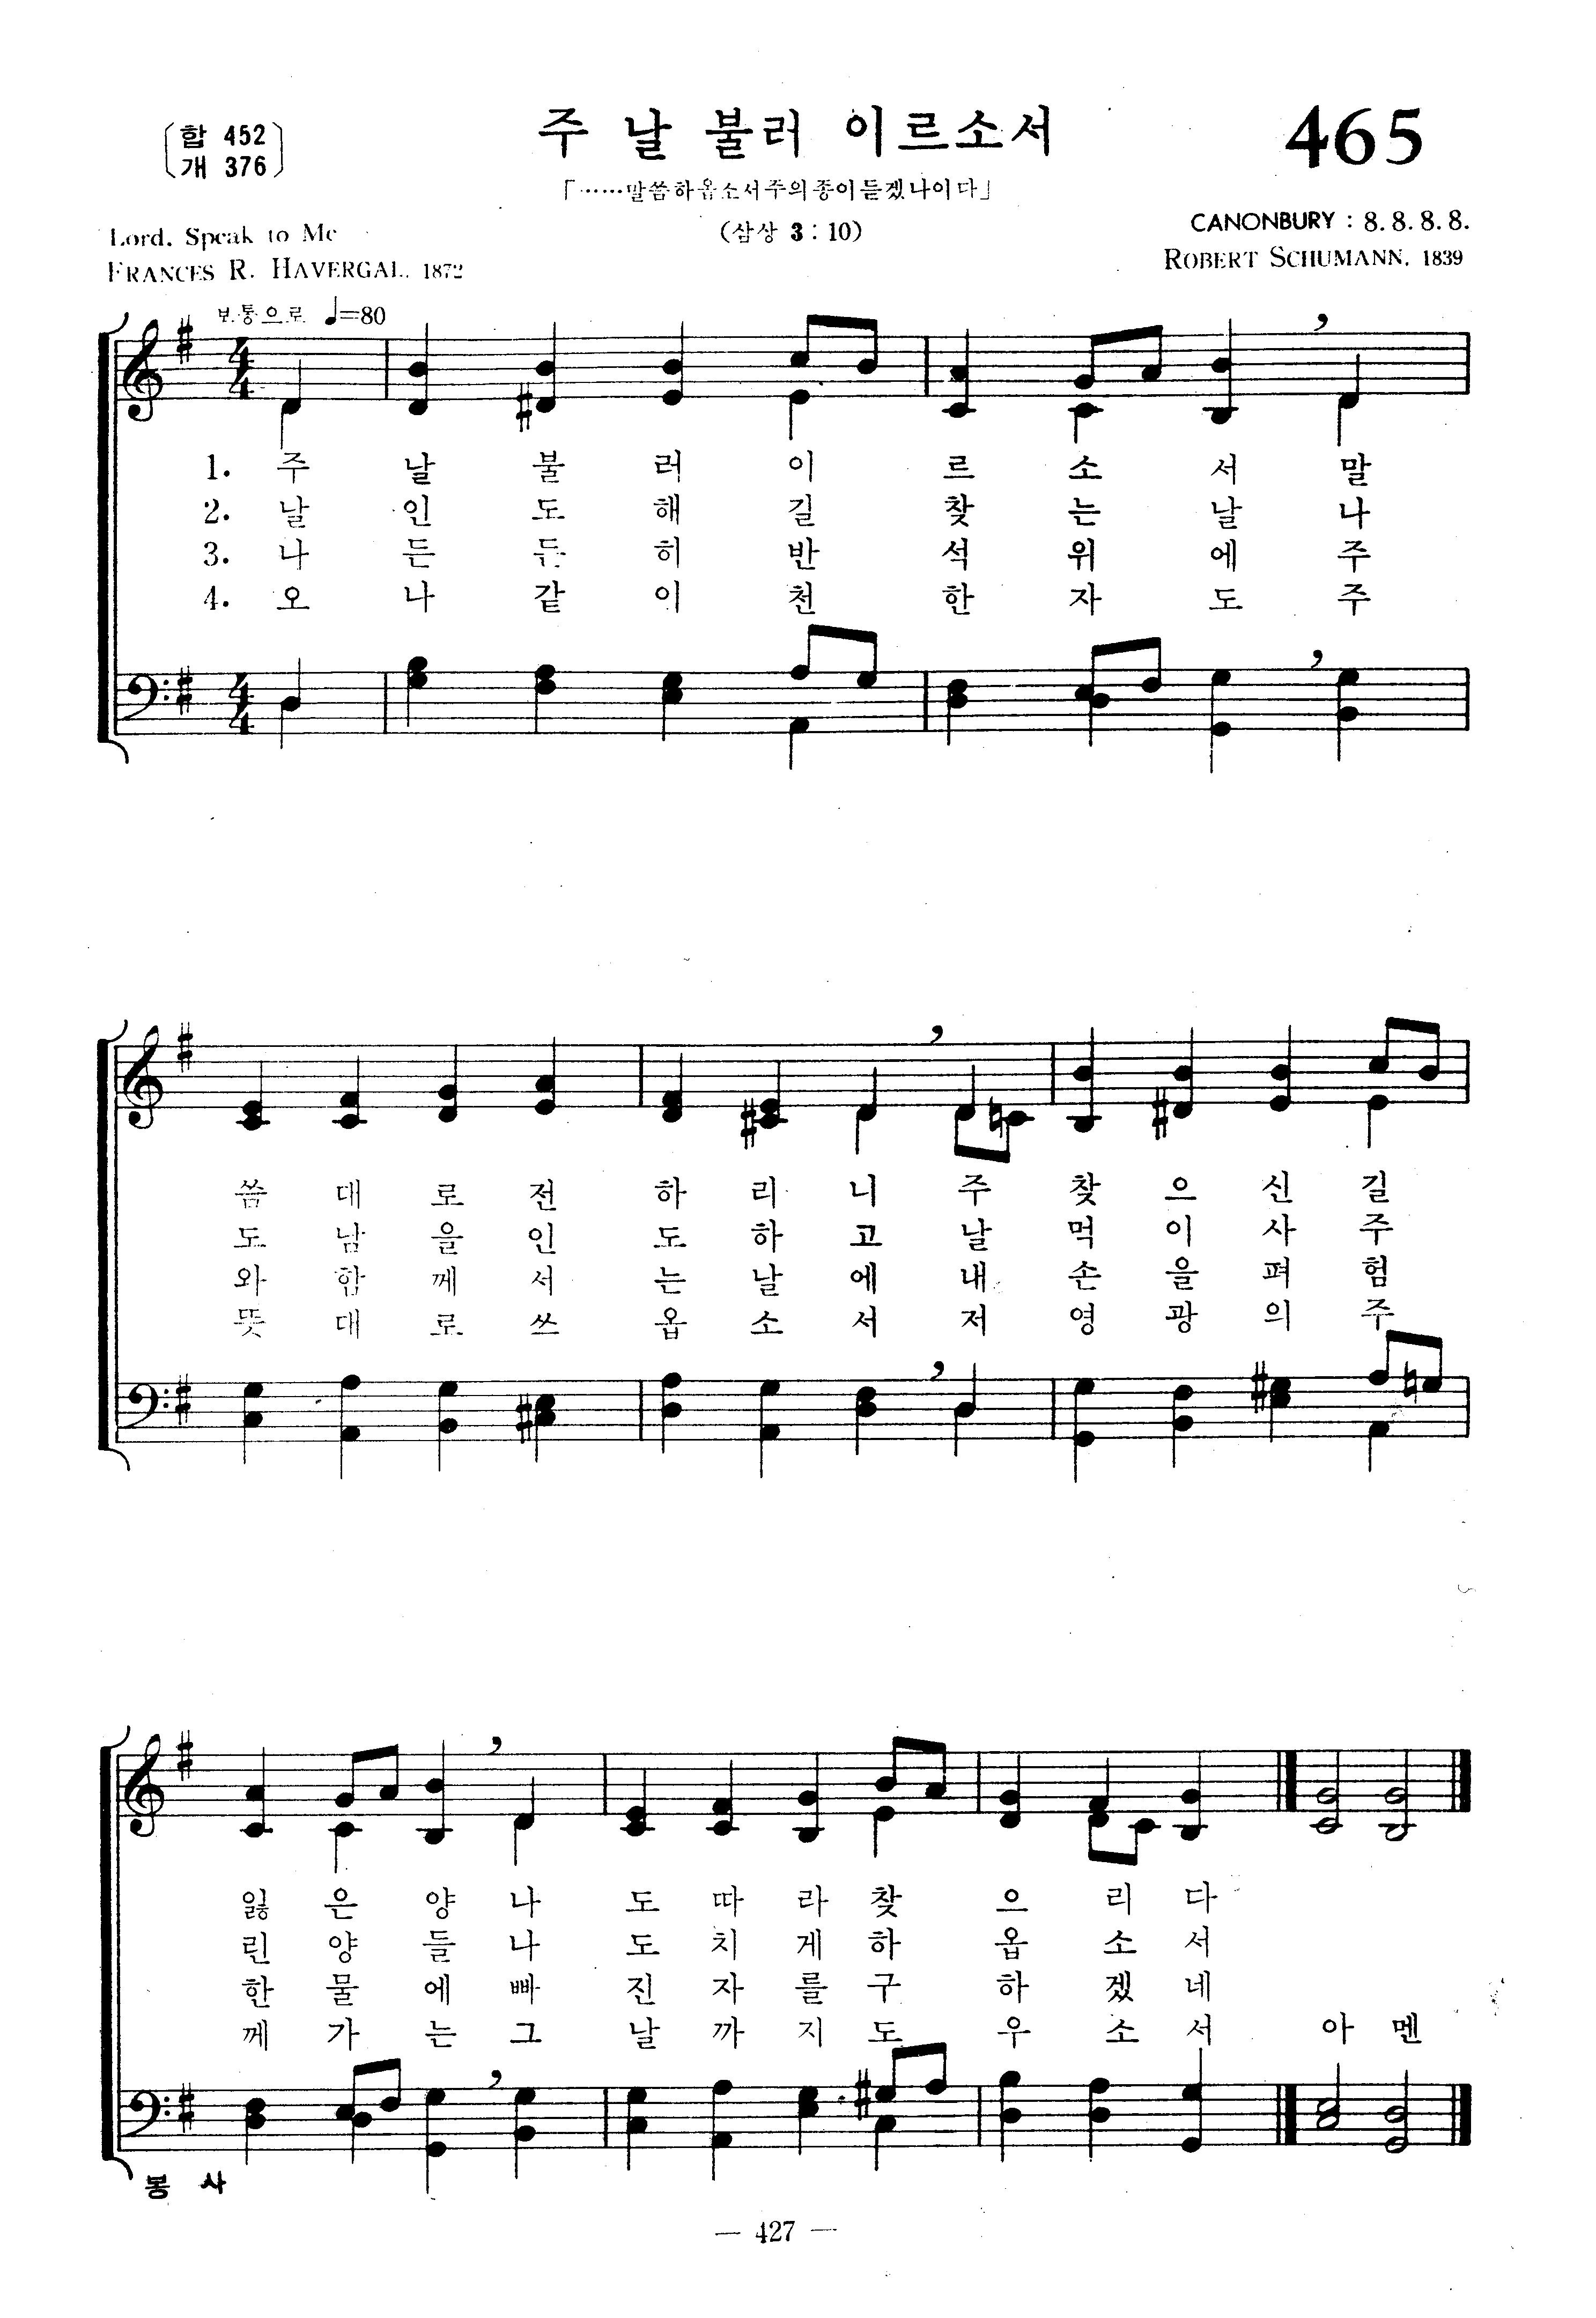 합 452
개 376
주 날 불러 이르소서
465
「……말씀하옵소서주의종이듣겠나이다」
(삼상 3 : 10)
Lord, Speak to Me
FRANCES R. HAVERGAL, 1872
CANONBURY : 8. 8. 8. 8.
ROBERT SCHUMANN, 1839
보통으로 ♩=80
1. 주 날 불 러 이 르 소 서 말
2. 날 인 도 해 길 찾 는 날 나
3. 나 든 든 히 반 석 위 에 주
4. 오 나 같 이 천 한 자 도 주
씀 대 로 전 하 리 니 주 찾 으 신 길
도 남 을 인 도 하 고 날 먹 이 사 주
와 함 께 서 는 날 에 내 손 을 펴 험
뜻 대 로 쓰 옵 소 서 저 영 광 의 주
잃 은 양 나 도 따 라 찾 으 리 다
린 양 들 나 도 치 게 하 옵 소 서
한 물 에 빠 진 자 를 구 하 겠 네
께 가 는 그 날 까 지 도 우 소 서 아 멘
봉 사
— 427 —